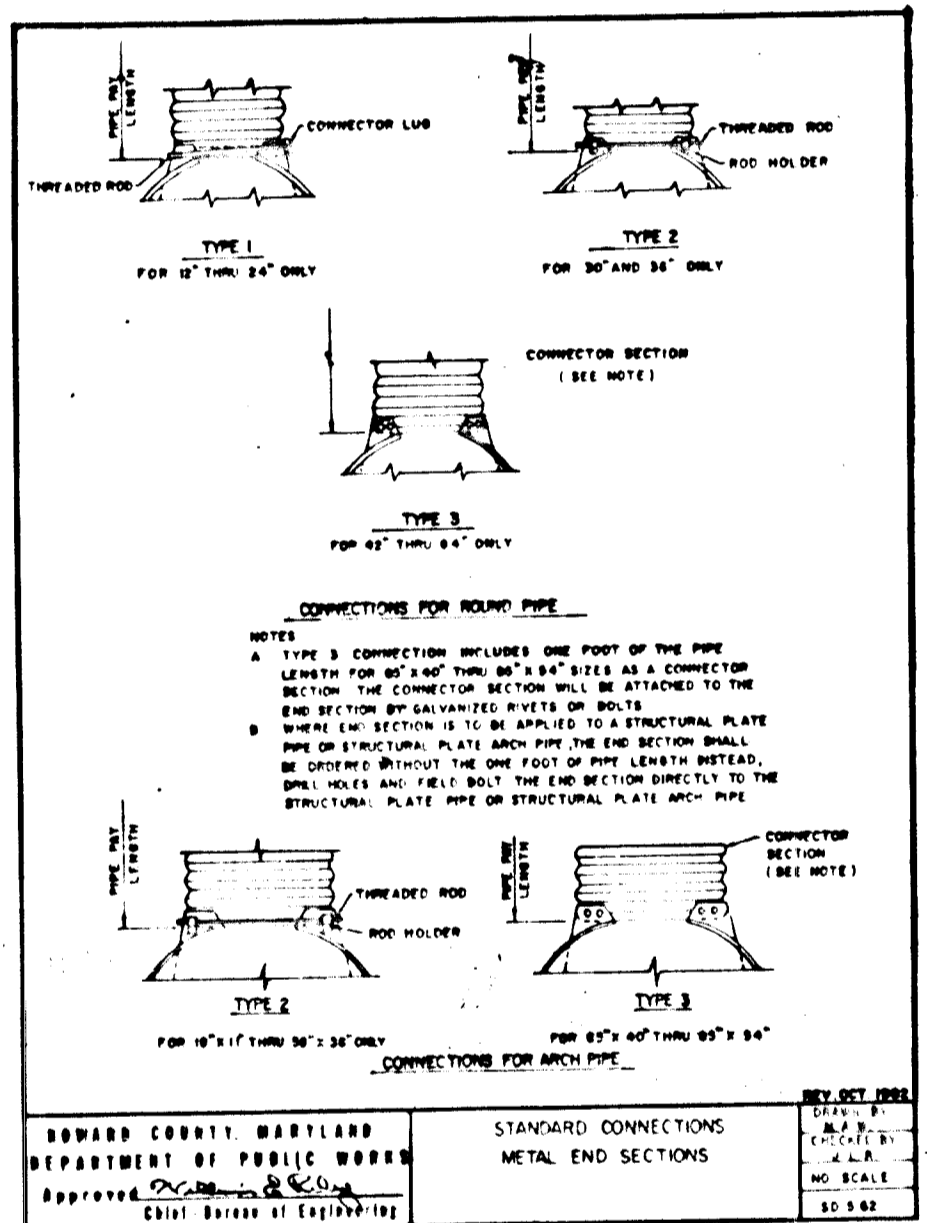 PIPE PAY
LENGTH
CONNECTOR LUG
THREADED ROD
TYPE 1
FOR 12" THRU 24" ONLY
PIPE PAY
LENGTH
THREADED ROD
ROD HOLDER
TYPE 2
FOR 30" AND 36" ONLY
CONNECTOR SECTION
( SEE NOTE )
TYPE 3
FOR 42" THRU 84" ONLY
CONNECTIONS FOR ROUND PIPE
NOTES
A TYPE 3 CONNECTION INCLUDES ONE FOOT OF THE PIPE
LENGTH FOR 65" X 40" THRU 85" X 54" SIZES AS A CONNECTOR
SECTION THE CONNECTOR SECTION WILL BE ATTACHED TO THE
END SECTION BY GALVANIZED RIVETS OR BOLTS
B WHERE END SECTION IS TO BE APPLIED TO A STRUCTURAL PLATE
PIPE OR STRUCTURAL PLATE ARCH PIPE, THE END SECTION SHALL
BE ORDERED WITHOUT THE ONE FOOT OF PIPE LENGTH INSTEAD,
DRILL HOLES AND FIELD BOLT THE END SECTION DIRECTLY TO THE
STRUCTURAL PLATE PIPE OR STRUCTURAL PLATE ARCH PIPE
PIPE PAY
LENGTH
THREADED ROD
ROD HOLDER
TYPE 2
THRU 58" X 36" ONLY
PIPE PAY
LENGTH
CONNECTOR
SECTION
(SEE NOTE)
TYPE 3
FOR 65" X 40" THRU 85" X 54"
CONNECTIONS FOR ARCH PIPE
REV. OCT 1982
HOWARD COUNTY, MARYLAND
DEPARTMENT OF PUBLIC WORKS
Approved
Chief Bureau of Engineering
STANDARD CONNECTIONS
METAL END SECTIONS
DRAWN BY
CHECKED BY
J.L.R.
NO SCALE
SD 5 62